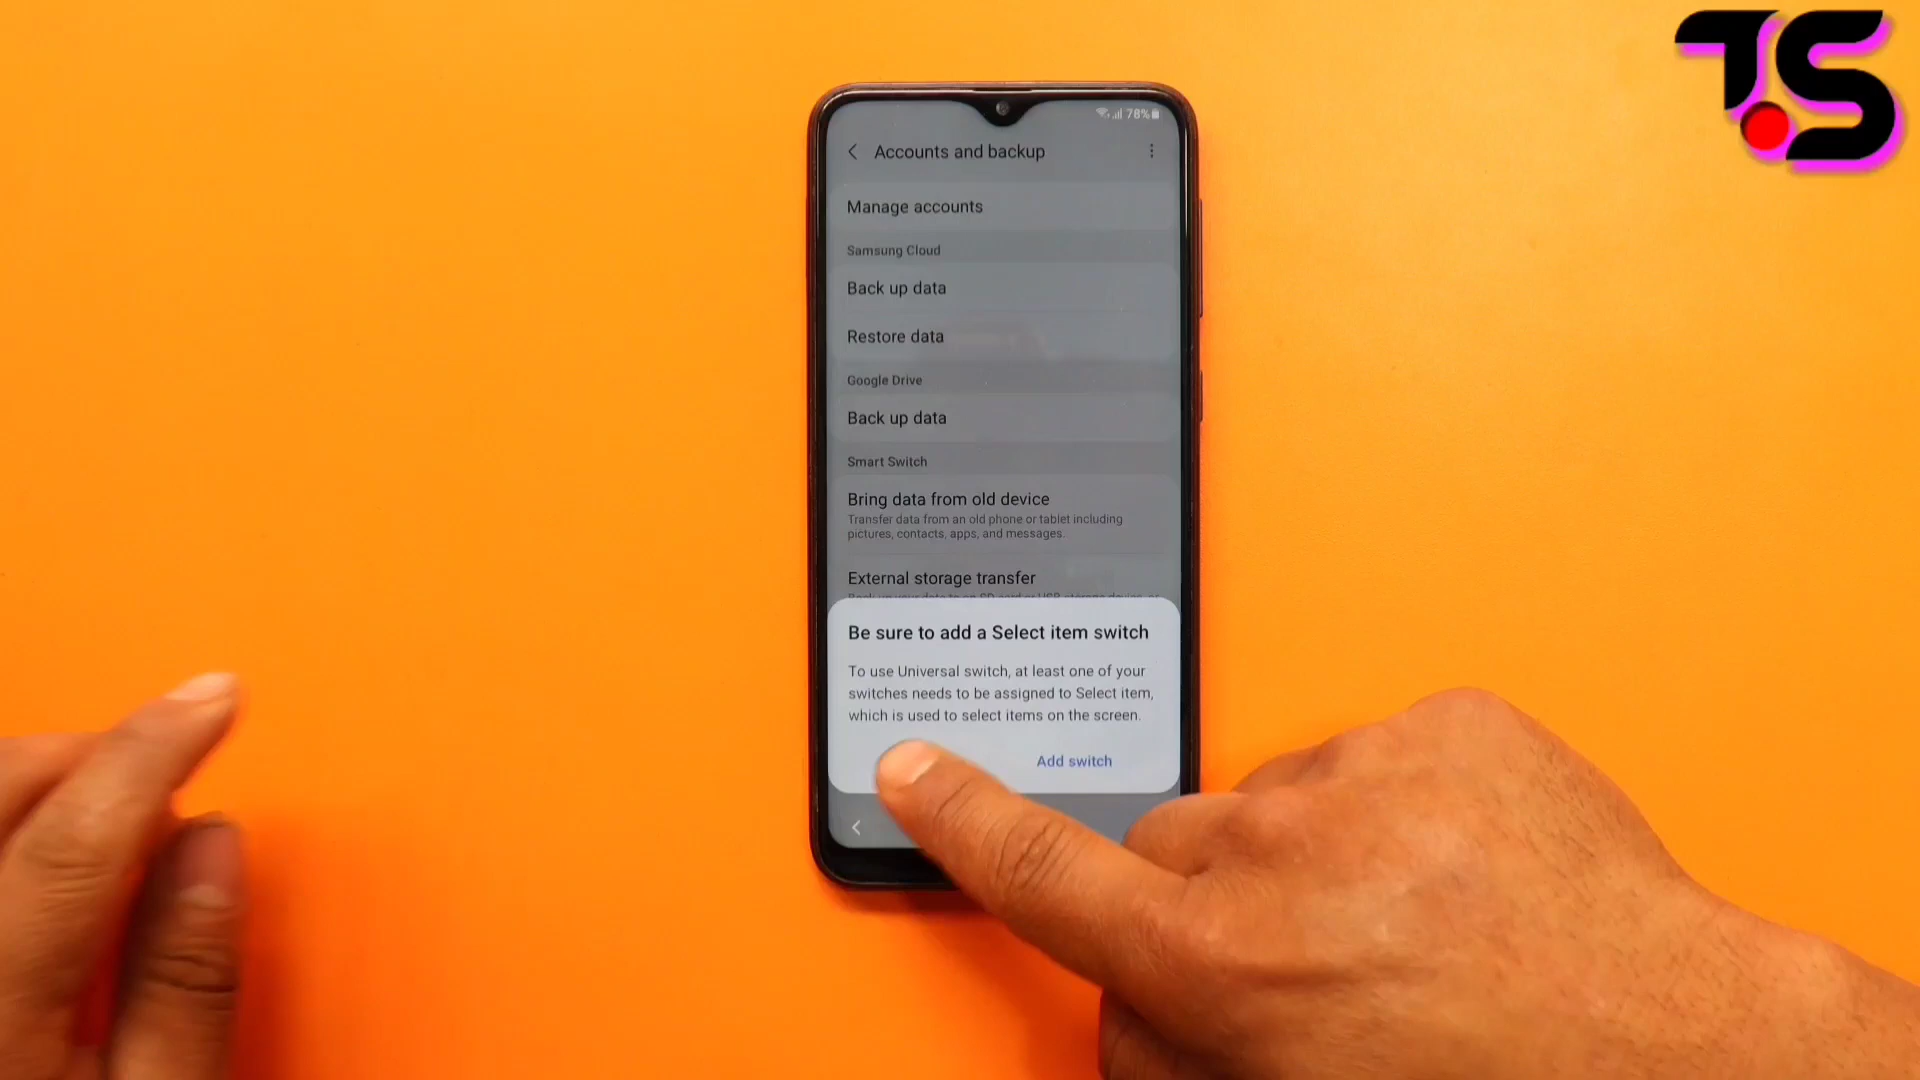 T.S
78%
Accounts and backup
Manage accounts
Samsung Cloud
Back up data
Restore data
Google Drive
Back up data
Smart Switch
Bring data from old device
Transfer data from an old phone or tablet including
pictures, contacts, apps, and messages.
External storage transfer
Be sure to add a Select item switch
To use Universal switch, at least one of your
switches needs to be assigned to Select item,
which is used to select items on the screen.
Add switch